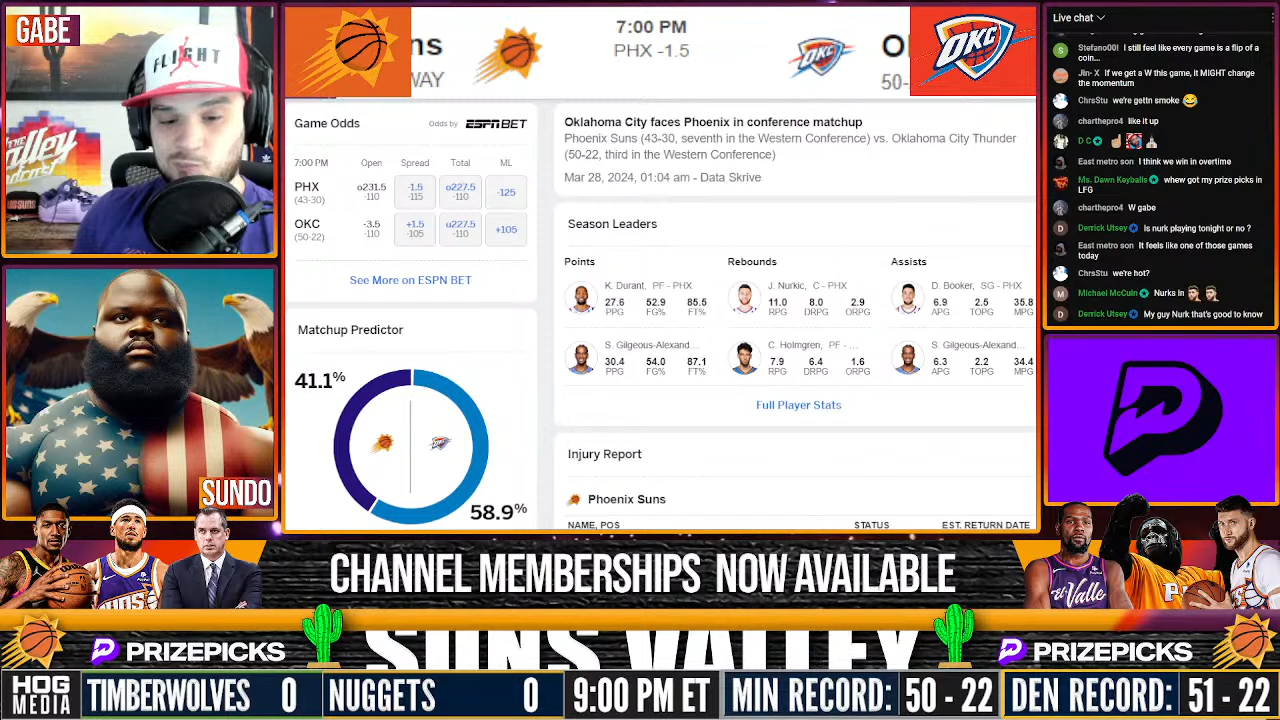 GABE
FLIGHT
THE
Valley
PODCAST
SUNDO
ns
WAY
7:00 PM
PHX -1.5
OKC
O
50-
OKC
Game Odds
Odds by ESPN BET
7:00 PM Open Spread Total ML
PHX
(43-30)
o231.5
-110
-1.5
-115
o227.5
-110
-125
OKC
(50-22)
-3.5
-110
+1.5
-105
u227.5
-110
+105
See More on ESPN BET
Matchup Predictor
41.1%
58.9%
Oklahoma City faces Phoenix in conference matchup
Phoenix Suns (43-30, seventh in the Western Conference) vs. Oklahoma City Thunder
(50-22, third in the Western Conference)
Mar 28, 2024, 01:04 am - Data Skrive
Season Leaders
Points Rebounds Assists
K. Durant, PF - PHX
27.6 52.9 85.5
PPG FG% FT%
J. Nurkic, C - PHX
11.0 8.0 2.9
RPG DRPG ORPG
D. Booker, SG - PHX
6.9 2.5 35.8
APG TOPG MPG
S. Gilgeous-Alexand...
30.4 54.0 87.1
PPG FG% FT%
C. Holmgren, PF - ...
7.9 6.4 1.6
RPG DRPG ORPG
S. Gilgeous-Alexand...
6.3 2.2 34.4
APG TOPG MPG
Full Player Stats
Injury Report
Phoenix Suns
NAME, POS STATUS EST. RETURN DATE
Live chat
Stefano00! I still feel like every game is a flip of a
coin...
Jin- X If we get a W this game, it MIGHT change
the momentum
ChrsStu we're gettn smoke 😂
charthepro4 like it up
D C
East metro son I think we win in overtime
Ms. Dawn Keyballs whew got my prize picks in
LFG
charthepro4 W gabe
Derrick Utsey Is nurk playing tonight or no ?
East metro son It feels like one of those games
today
ChrsStu we're hot?
Michael McCuin Nurks In
Derrick Utsey My guy Nurk that's good to know
CHANNEL MEMBERSHIPS NOW AVAILABLE
PRIZEPICKS
SUNS VALLEY
PRIZEPICKS
HOG
MEDIA
TIMBERWOLVES 0 NUGGETS 0 9:00 PM ET MIN RECORD: 50 - 22 DEN RECORD: 51 - 22